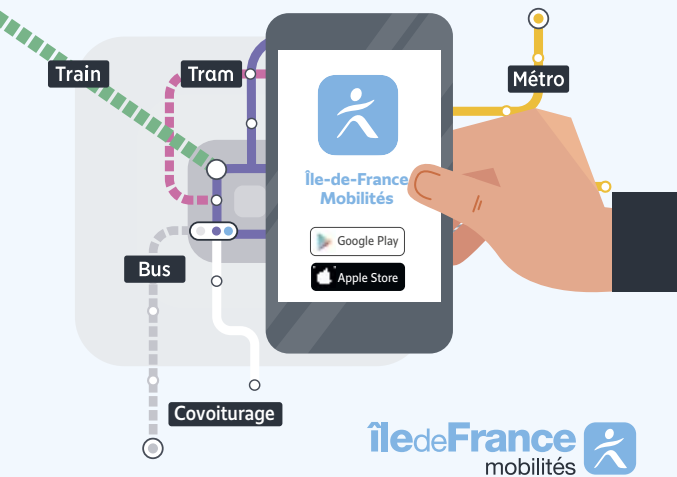 Train
Tram
Métro
Île-de-France
Mobilités
Google Play
Apple Store
Bus
Covoiturage
îledeFrance
mobilités